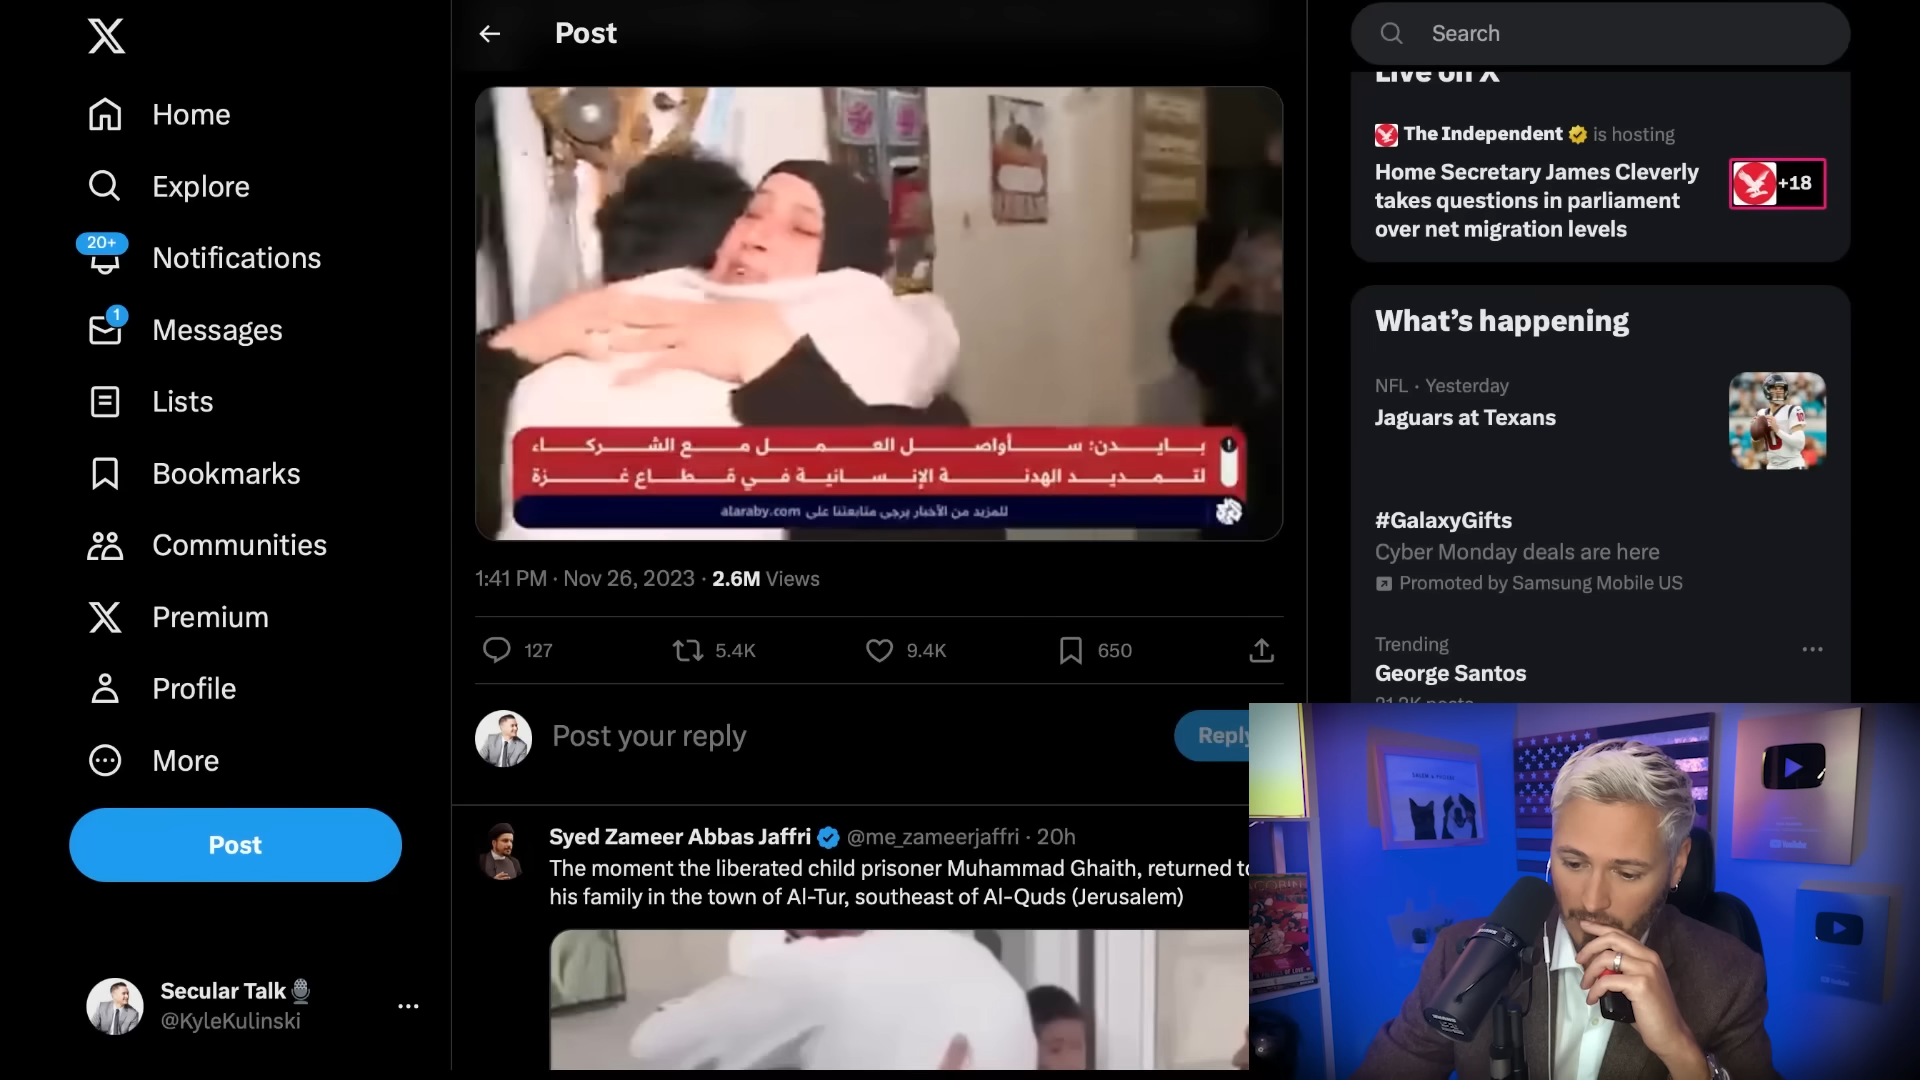 Home
Explore
20+
Notifications
1
Messages
Lists
Bookmarks
Communities
Premium
Profile
More
Post
Secular Talk
@KyleKulinski
Post
بايدن: سأواصل العمل مع الشركاء
لتمديد الهدنة الإنسانية في قطاع غزة
للمزيد من الأخبار يرجى متابعتنا على alaraby.com
1:41 PM · Nov 26, 2023 · 2.6M Views
127 5.4K 9.4K 650
Post your reply
Reply
Syed Zameer Abbas Jaffri @me_zameerjaffri · 20h
The moment the liberated child prisoner Muhammad Ghaith, returned to
his family in the town of Al-Tur, southeast of Al-Quds (Jerusalem)
Search
Live on X
The Independent is hosting
Home Secretary James Cleverly
takes questions in parliament
over net migration levels
+18
What’s happening
NFL · Yesterday
Jaguars at Texans
#GalaxyGifts
Cyber Monday deals are here
Promoted by Samsung Mobile US
Trending
George Santos